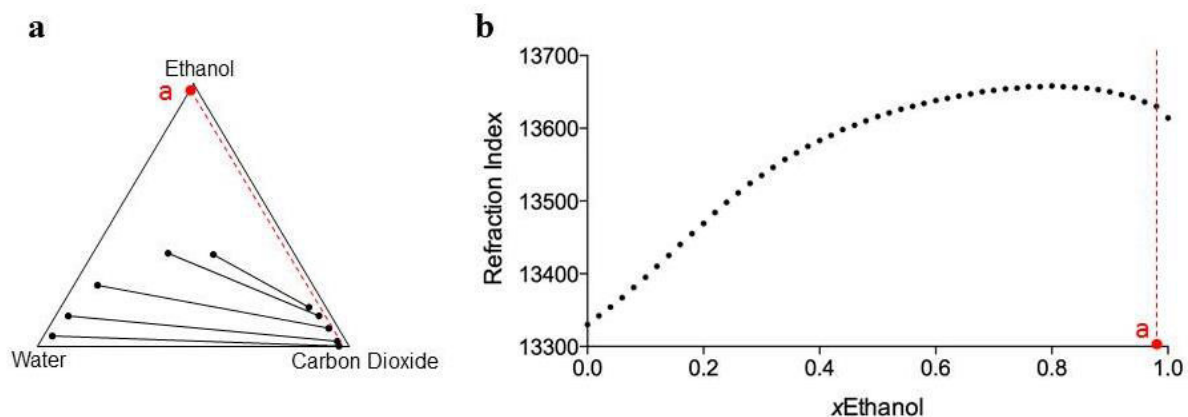 a
Ethanol
a
Water
Carbon Dioxide
b
13700
13600
13500
13400
13300
Refraction Index
a
0.0
0.2
0.4
0.6
0.8
1.0
xEthanol